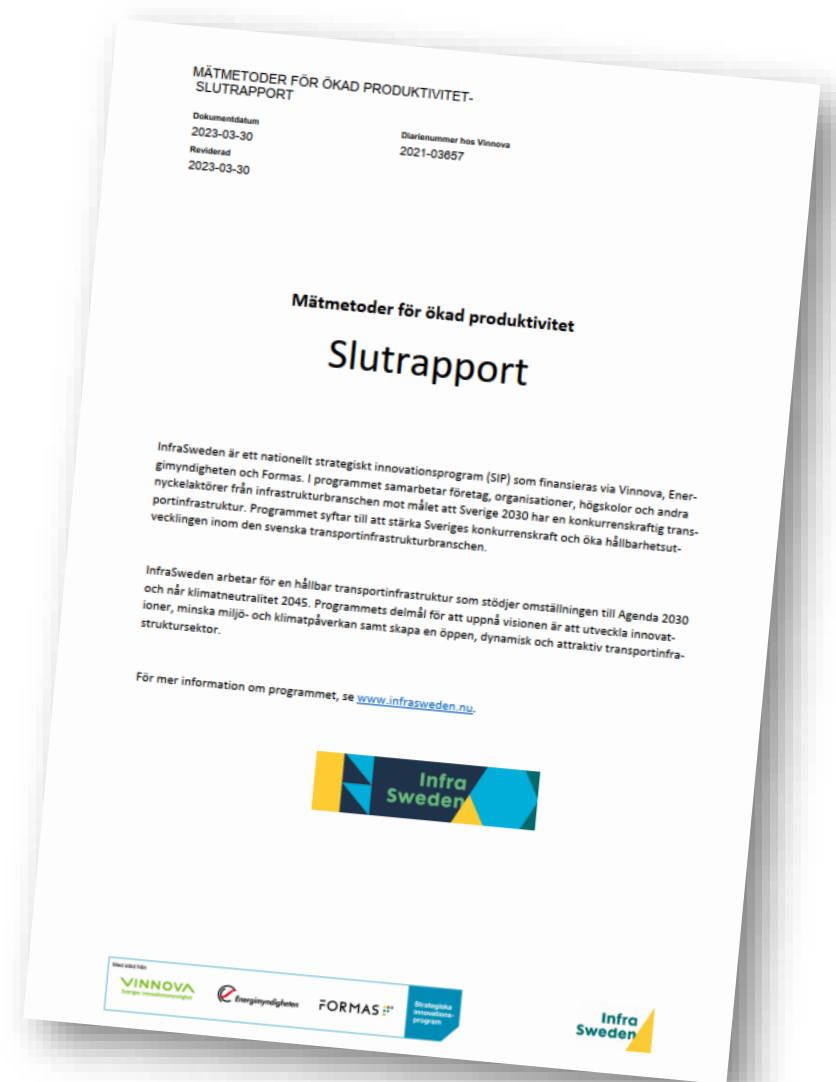 MÄTMETODER FÖR ÖKAD PRODUKTIVITET-
SLUTRAPPORT
Dokumentdatum
2023-03-30
Reviderad
2023-03-30
Diarienummer hos Vinnova
2021-03657
Mätmetoder för ökad produktivitet
Slutrapport
InfraSweden är ett nationellt strategiskt innovationsprogram (SIP) som finansieras via Vinnova, Ener-
gimyndigheten och Formas. I programmet samarbetar företag, organisationer, högskolor och andra
nyckelaktörer från infrastrukturbranschen mot målet att Sverige 2030 har en konkurrenskraftig trans-
portinfrastruktur. Programmet syftar till att stärka Sveriges konkurrenskraft och öka hållbarhetsut-
vecklingen inom den svenska transportinfrastrukturbranschen.
InfraSweden arbetar för en hållbar transportinfrastruktur som stödjer omställningen till Agenda 2030
och når klimatneutralitet 2045. Programmets delmål för att uppnå visionen är att utveckla innovat-
ioner, minska miljö- och klimatpåverkan samt skapa en öppen, dynamisk och attraktiv transportinfra-
struktursektor.
För mer information om programmet, se www.infrasweden.nu.
Infra
Sweden
Med stöd från
VINNOVA
Sveriges innovationsmyndighet
Energimyndigheten
FORMAS
Strategiska
innovations-
program
Infra
Sweden